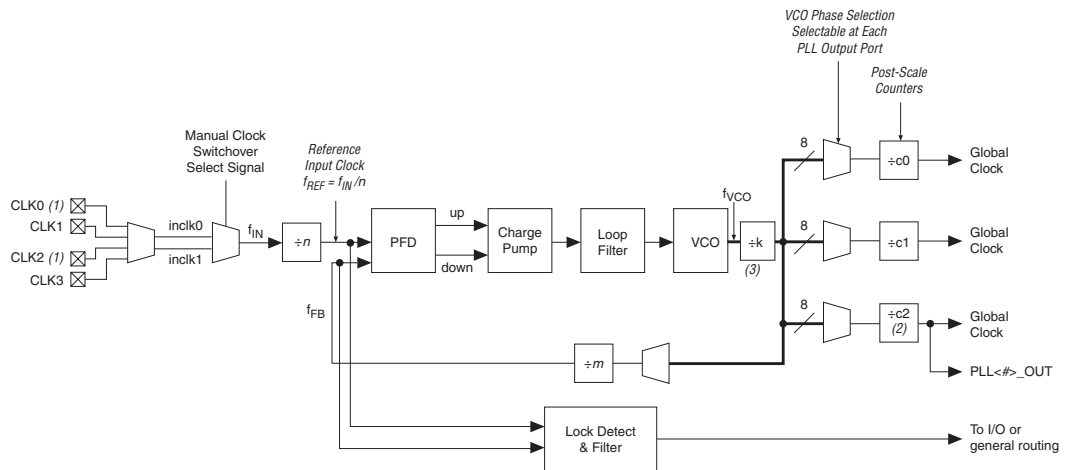 VCO Phase Selection
Selectable at Each
PLL Output Port
Post-Scale
Counters
Manual Clock
Switchover
Select Signal
Reference
Input Clock
fREF = fIN /n
8
÷c0
Global
Clock
CLK0 (1)
CLK1
CLK2 (1)
CLK3
inclk0
inclk1
fIN
÷n
PFD
up
down
Charge
Pump
Loop
Filter
VCO
fVCO
÷k
(3)
8
÷c1
Global
Clock
fFB
8
÷c2
(2)
Global
Clock
÷m
PLL<#>_OUT
Lock Detect
& Filter
To I/O or
general routing